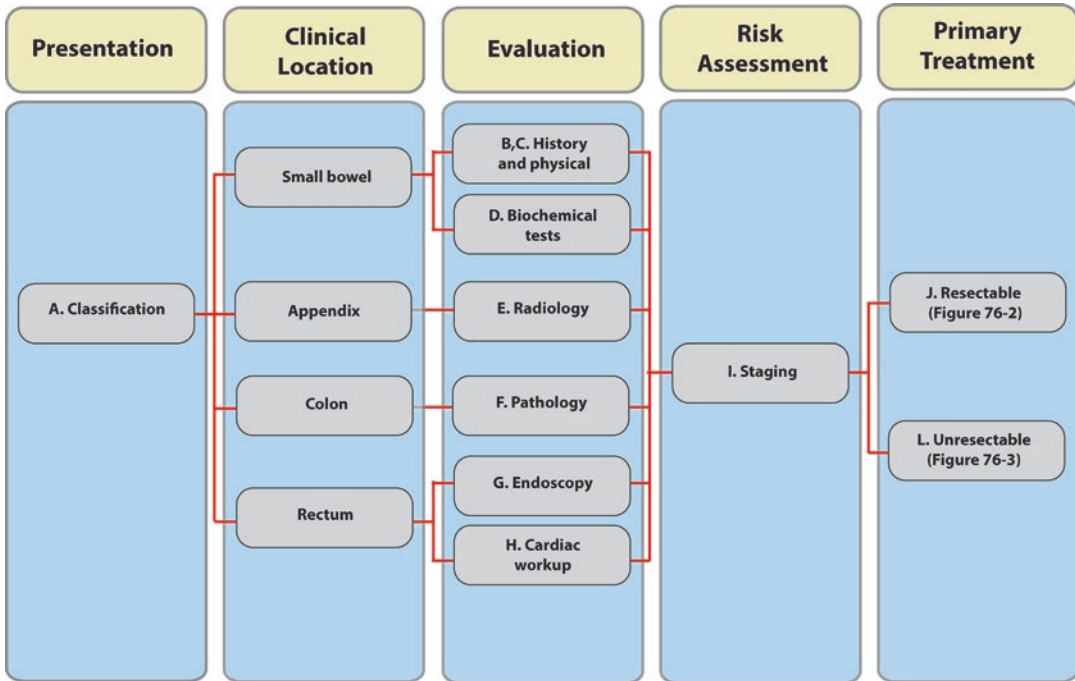 Presentation
Clinical
Location
Evaluation
Risk
Assessment
Primary
Treatment
A. Classification
Small bowel
Appendix
Colon
Rectum
B,C. History
and physical
D. Biochemical
tests
E. Radiology
F. Pathology
G. Endoscopy
H. Cardiac
workup
I. Staging
J. Resectable
(Figure 76-2)
L. Unresectable
(Figure 76-3)